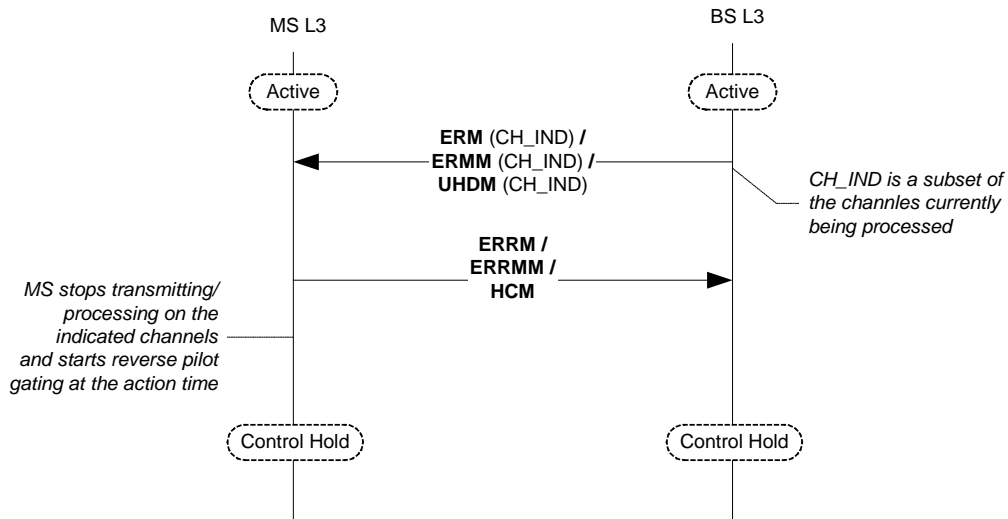 MS L3
BS L3
Active
Active
ERM (CH_IND) /
ERMM (CH_IND) /
UHDM (CH_IND)
CH_IND is a subset of
the channles currently
being processed
ERRM /
ERRMM /
HCM
MS stops transmitting/
processing on the
indicated channels
and starts reverse pilot
gating at the action time
Control Hold
Control Hold